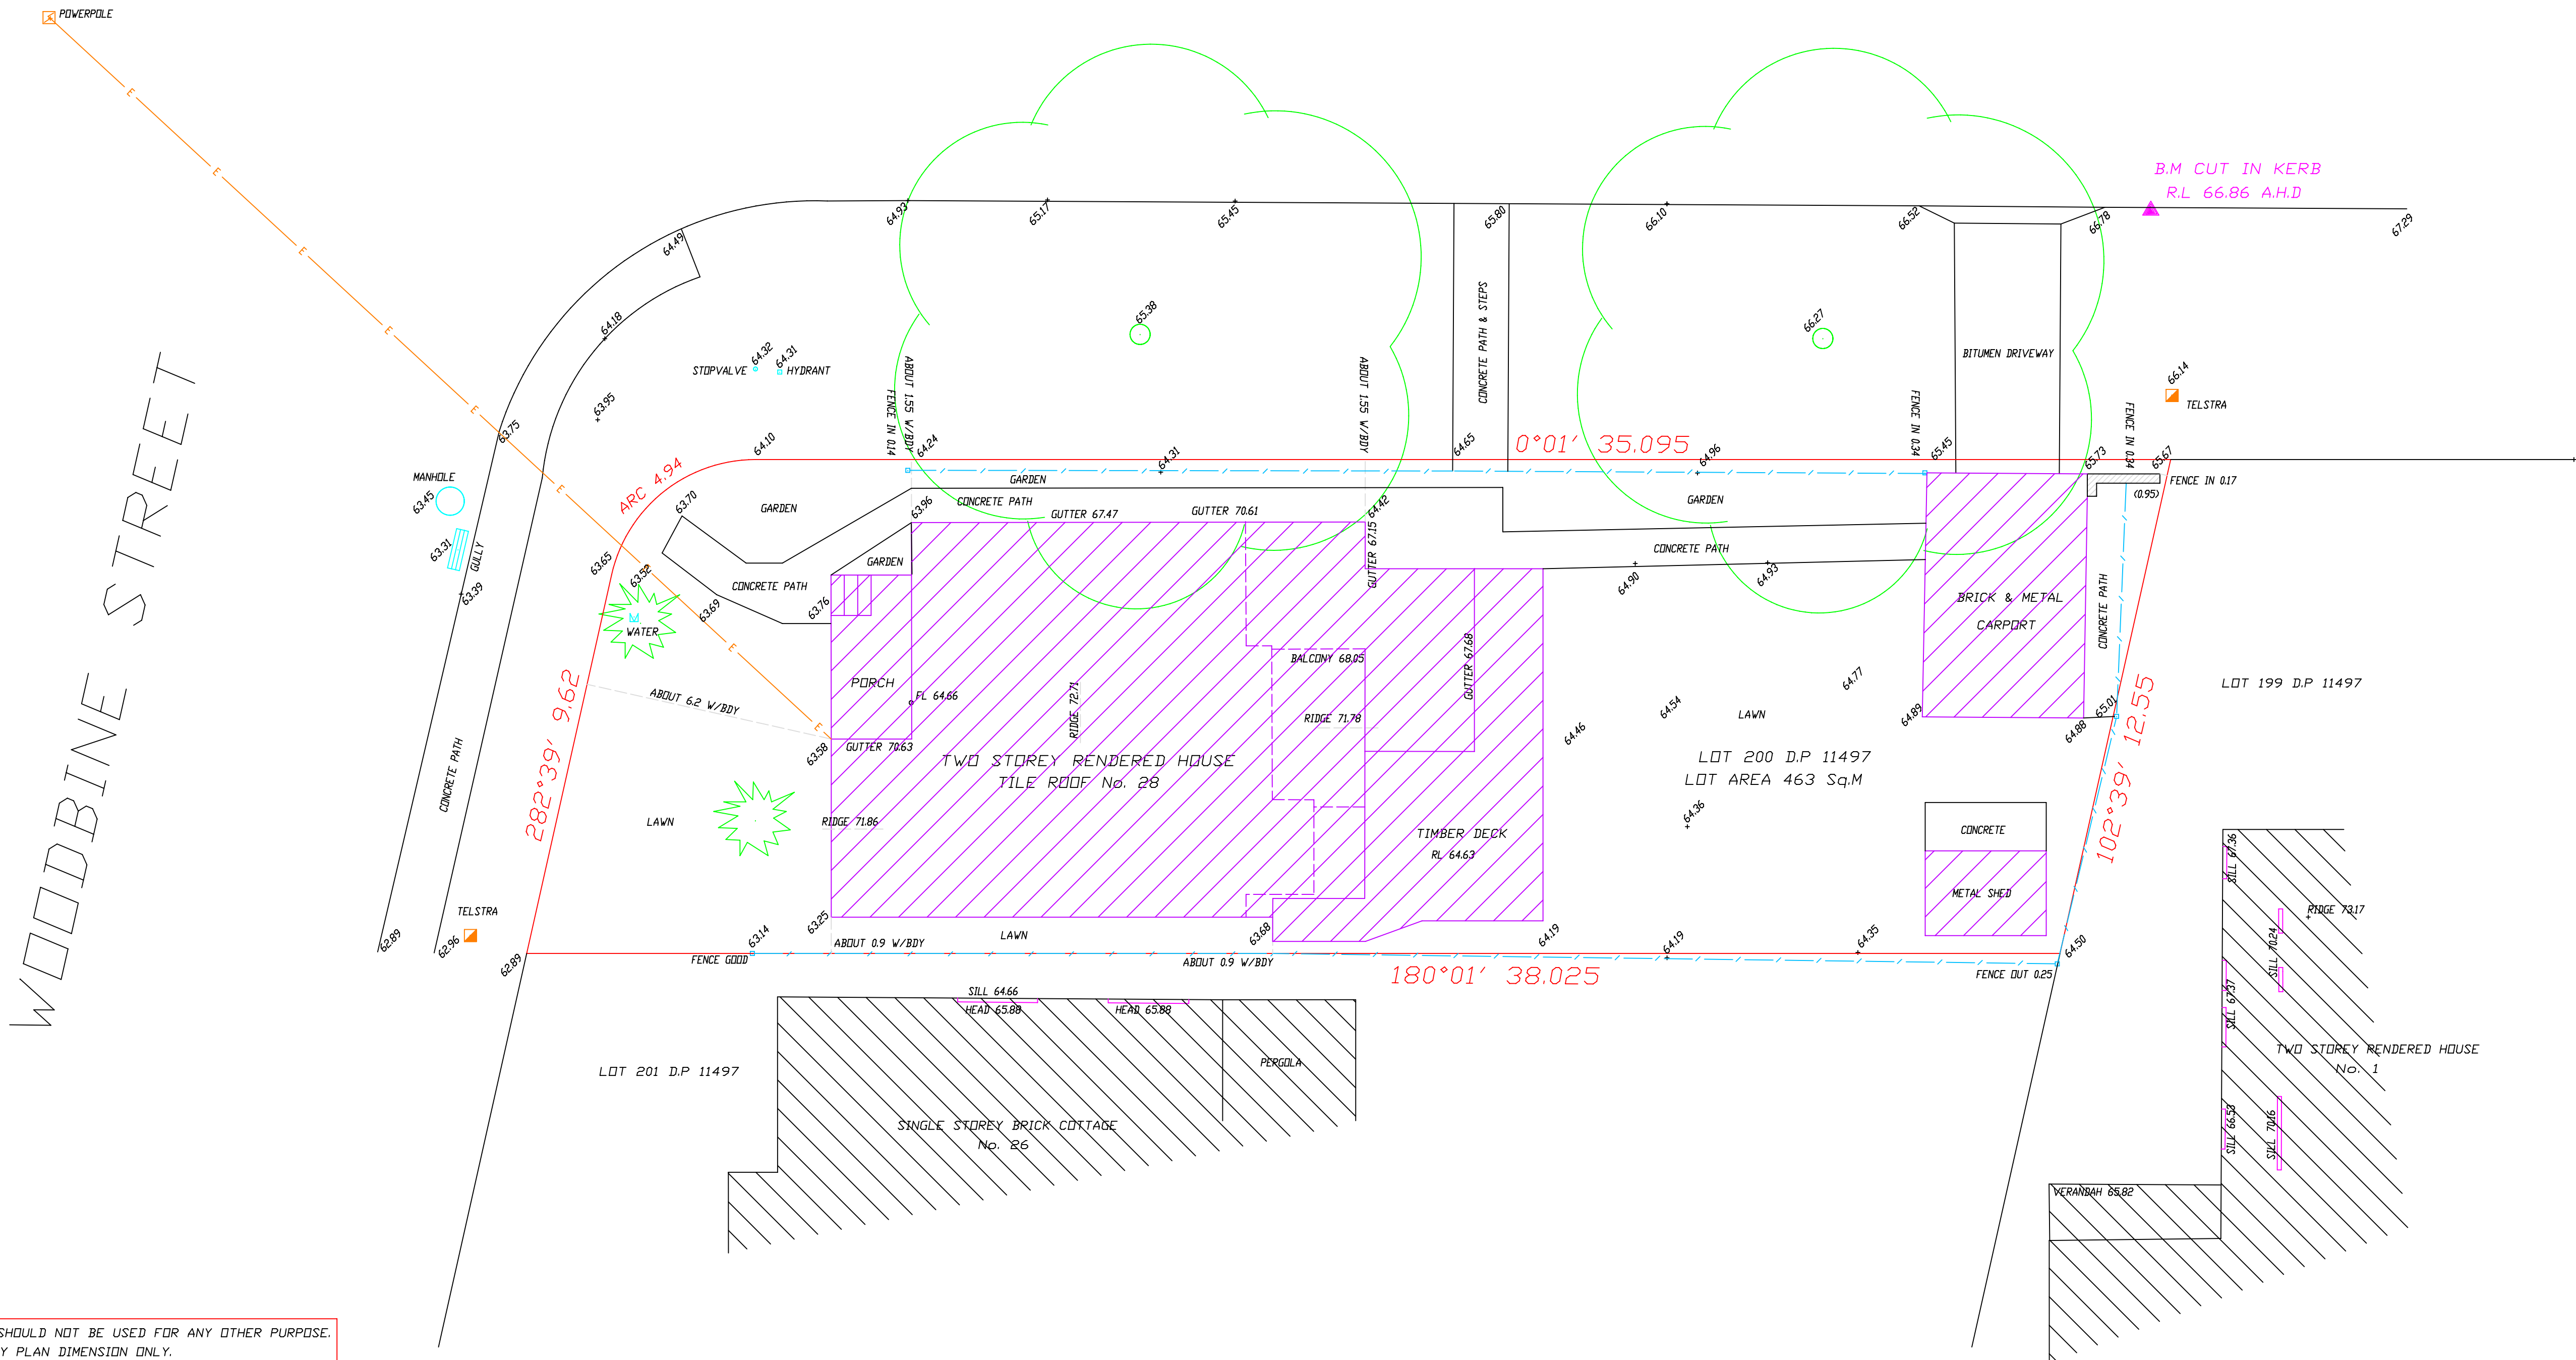 POWERPOLE
E
E
E
E
E
E
E
E
E
E
B.M CUT IN KERB
R.L 66.86 A.H.D
64.93
65.17
65.45
65.80
66.10
66.52
66.78
67.29
64.49
64.18
63.95
STOPVALVE
64.32
64.31
HYDRANT
65.38
66.27
CONCRETE PATH & STEPS
BITUMEN DRIVEWAY
66.14
TELSTRA
FENCE IN 0.14
ABOUT 1.55 W/BDY
ABOUT 1.55 W/BDY
FENCE IN 0.34
FENCE IN 0.34
63.75
64.10
64.24
64.31
64.65
0°01' 35.095
64.96
65.45
65.73
65.67
FENCE IN 0.17
(0.95)
ARC 4.94
MANHOLE
63.45
63.31
GULLY
63.39
63.70
GARDEN
GARDEN
CONCRETE PATH
63.96
GUTTER 67.47
GUTTER 70.61
64.42
GUTTER 67.15
GARDEN
CONCRETE PATH
64.90
64.93
63.65
63.52
WATER
63.69
CONCRETE PATH
63.76
GARDEN
BRICK & METAL
CARPORT
CONCRETE PATH
WOODBINE STREET
PORCH
FL 64.66
RIDGE 72.71
BALCONY 68.05
GUTTER 67.68
RIDGE 71.78
64.46
64.54
64.77
LAWN
64.89
64.88
65.01
LOT 199 D.P 11497
ABOUT 6.2 W/BDY
63.58
GUTTER 70.63
TWO STOREY RENDERED HOUSE
TILE ROOF No. 28
LOT 200 D.P 11497
LOT AREA 463 Sq.M
64.36
282°39' 9.62
102°39' 12.55
CONCRETE PATH
LAWN
RIDGE 71.86
TIMBER DECK
RL 64.63
CONCRETE
METAL SHED
SILL 67.36
RIDGE 73.17
SILL 70.24
SILL 67.37
TELSTRA
62.89
62.96
62.89
63.14
63.25
FENCE GOOD
ABOUT 0.9 W/BDY
LAWN
63.68
ABOUT 0.9 W/BDY
180°01' 38.025
64.19
64.19
64.35
64.50
FENCE OUT 0.25
SILL 64.66
HEAD 65.88
HEAD 65.88
PERGOLA
LOT 201 D.P 11497
SINGLE STOREY BRICK COTTAGE
No. 26
TWO STOREY RENDERED HOUSE
No. 1
SILL 66.53
SILL 70.16
VERANDAH 65.82
SHOULD NOT BE USED FOR ANY OTHER PURPOSE.
Y PLAN DIMENSION ONLY.